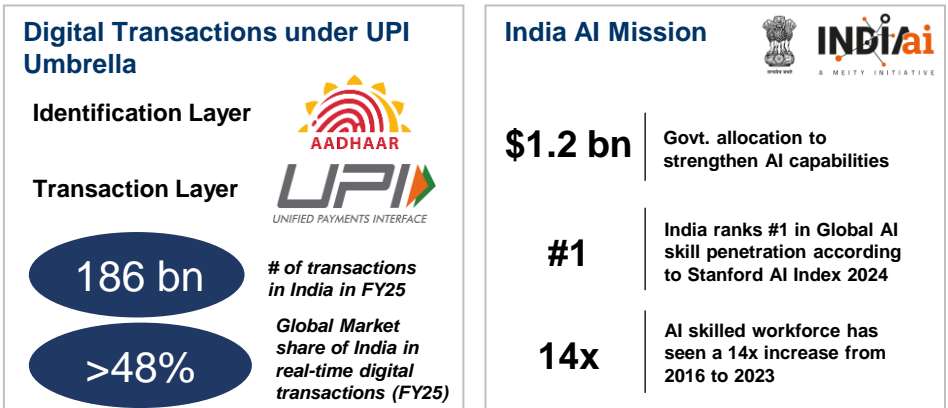 Digital Transactions under UPI
Umbrella
Identification Layer
AADHAAR
Transaction Layer
UPI
UNIFIED PAYMENTS INTERFACE
186 bn
# of transactions
in India in FY25
>48%
Global Market
share of India in
real-time digital
transactions (FY25)
India AI Mission
सत्यमेव जयते
INDIAai
A MEITY INITIATIVE
$1.2 bn
Govt. allocation to
strengthen AI capabilities
#1
India ranks #1 in Global AI
skill penetration according
to Stanford AI Index 2024
14x
AI skilled workforce has
seen a 14x increase from
2016 to 2023